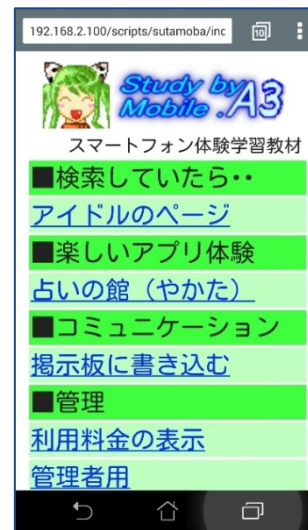 192.168.2.100/scripts/sutamoba/inc
10
Study by
Mobile .A3
スマートフォン体験学習教材
■検索していたら・・
アイドルのページ
■楽しいアプリ体験
占いの館（やかた）
■コミュニケーション
掲示板に書き込む
■管理
利用料金の表示
管理者用